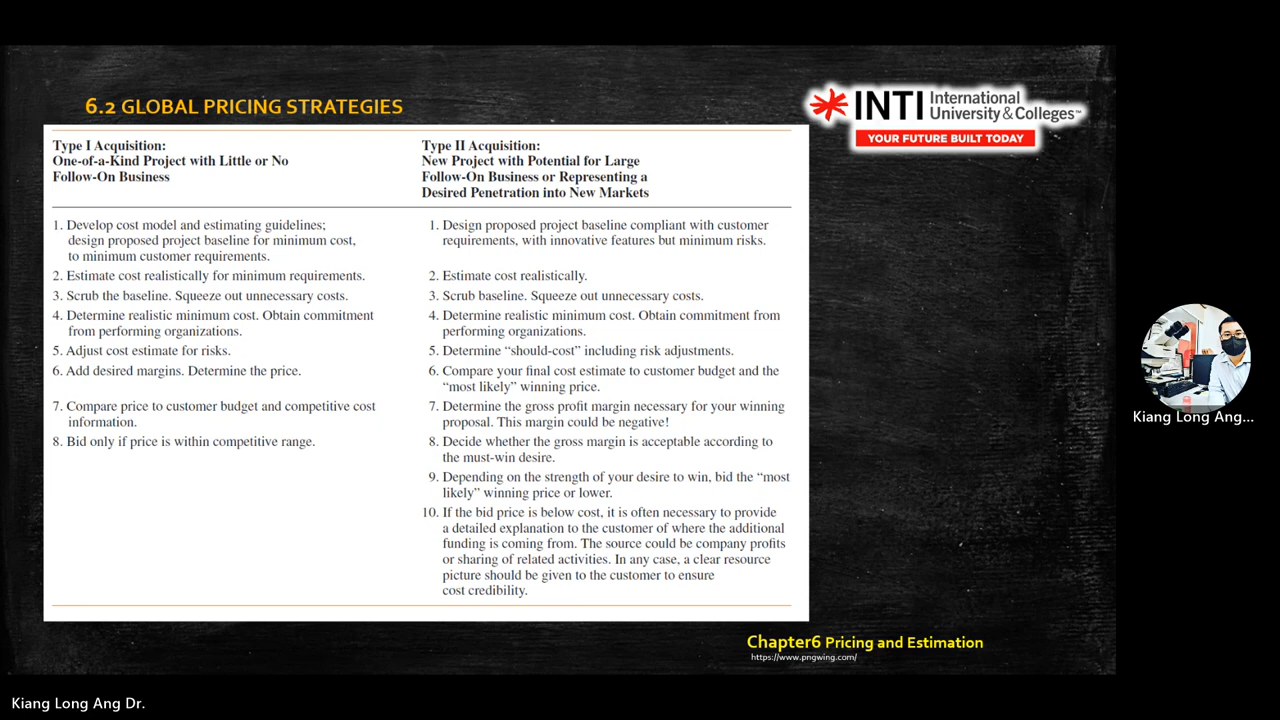 6.2 GLOBAL PRICING STRATEGIES
INTI International
University & Colleges™
YOUR FUTURE BUILT TODAY
Type I Acquisition:
One-of-a-Kind Project with Little or No
Follow-On Business
1. Develop cost model and estimating guidelines;
design proposed project baseline for minimum cost,
to minimum customer requirements.
2. Estimate cost realistically for minimum requirements.
3. Scrub the baseline. Squeeze out unnecessary costs.
4. Determine realistic minimum cost. Obtain commitment
from performing organizations.
5. Adjust cost estimate for risks.
6. Add desired margins. Determine the price.
7. Compare price to customer budget and competitive cost
information.
8. Bid only if price is within competitive range.
Type II Acquisition:
New Project with Potential for Large
Follow-On Business or Representing a
Desired Penetration into New Markets
1. Design proposed project baseline compliant with customer
requirements, with innovative features but minimum risks.
2. Estimate cost realistically.
3. Scrub baseline. Squeeze out unnecessary costs.
4. Determine realistic minimum cost. Obtain commitment from
performing organizations.
5. Determine “should-cost” including risk adjustments.
6. Compare your final cost estimate to customer budget and the
“most likely” winning price.
7. Determine the gross profit margin necessary for your winning
proposal. This margin could be negative!
8. Decide whether the gross margin is acceptable according to
the must-win desire.
9. Depending on the strength of your desire to win, bid the “most
likely” winning price or lower.
10. If the bid price is below cost, it is often necessary to provide
a detailed explanation to the customer of where the additional
funding is coming from. The source could be company profits
or sharing of related activities. In any case, a clear resource
picture should be given to the customer to ensure
cost credibility.
Chapter6 Pricing and Estimation
https://www.pngwing.com/
Kiang Long Ang...
Kiang Long Ang Dr.